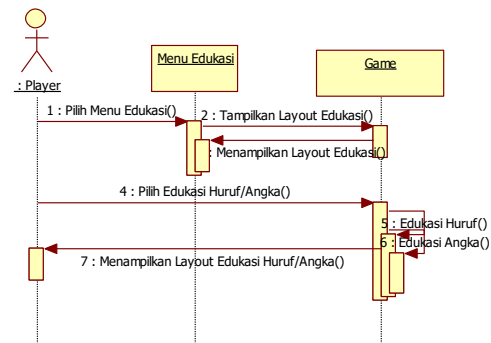 : Player
Menu Edukasi
Game
1 : Pilih Menu Edukasi()
2 : Tampilkan Layout Edukasi()
: Menampilkan Layout Edukasi()
4 : Pilih Edukasi Huruf/Angka()
5 : Edukasi Huruf()
6 : Edukasi Angka()
7 : Menampilkan Layout Edukasi Huruf/Angka()